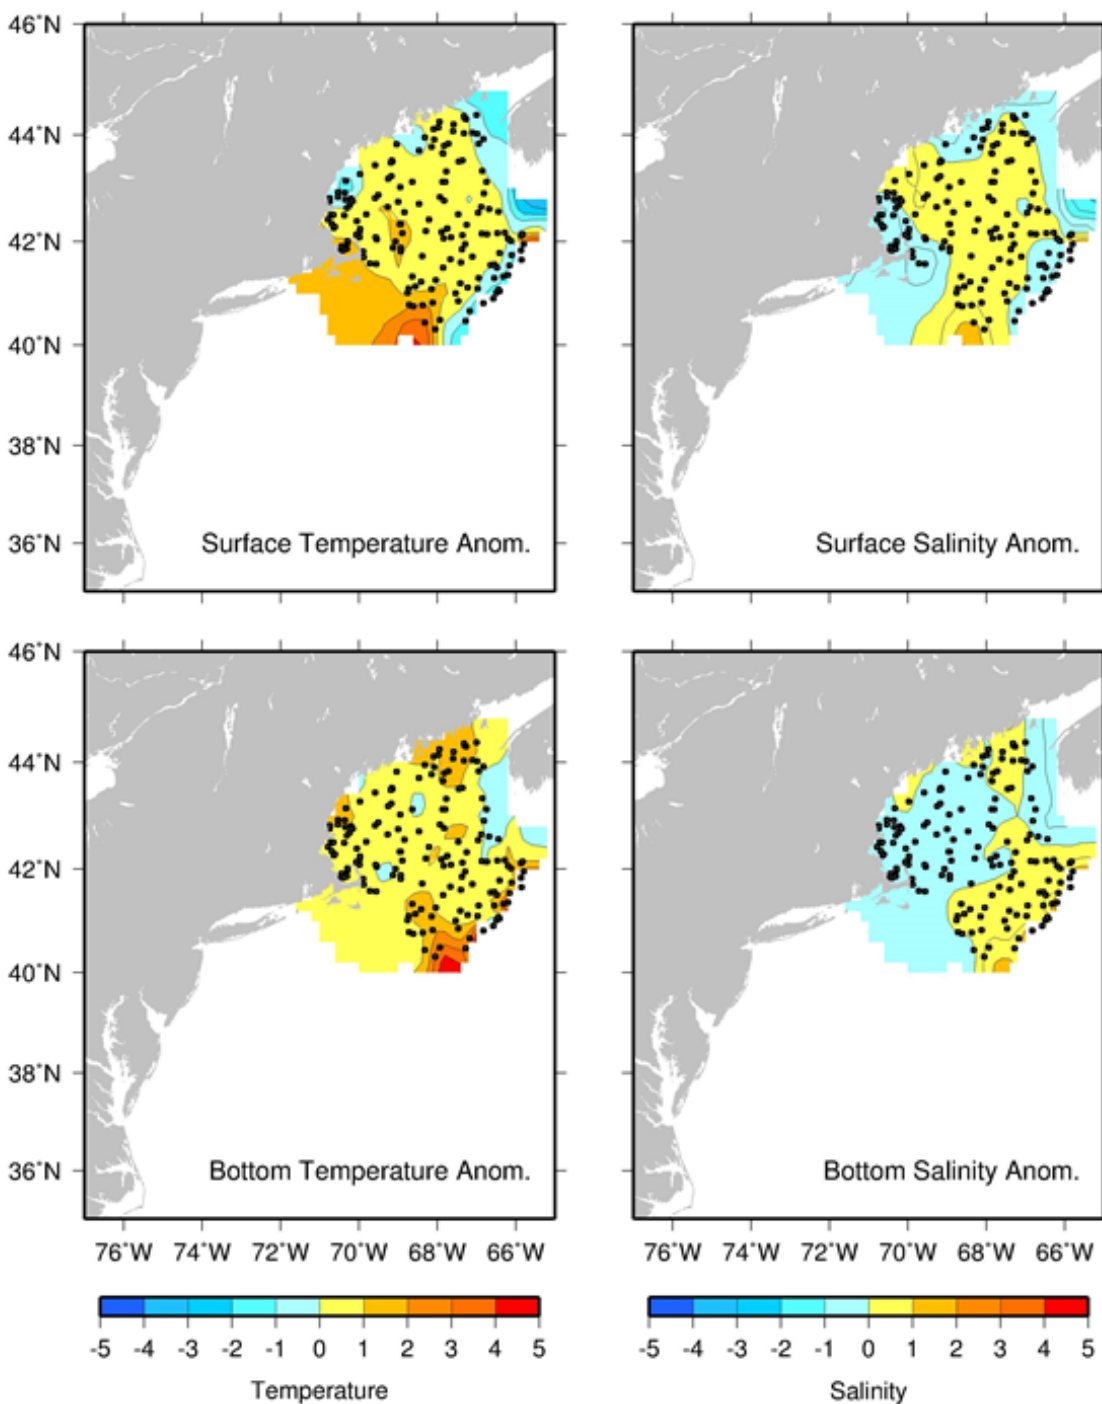 46°N
44°N
42°N
40°N
38°N
36°N
Surface Temperature Anom.
Surface Salinity Anom.
46°N
44°N
42°N
40°N
38°N
36°N
Bottom Temperature Anom.
Bottom Salinity Anom.
76°W 74°W 72°W 70°W 68°W 66°W
76°W 74°W 72°W 70°W 68°W 66°W
-5 -4 -3 -2 -1 0 1 2 3 4 5
-5 -4 -3 -2 -1 0 1 2 3 4 5
Temperature
Salinity